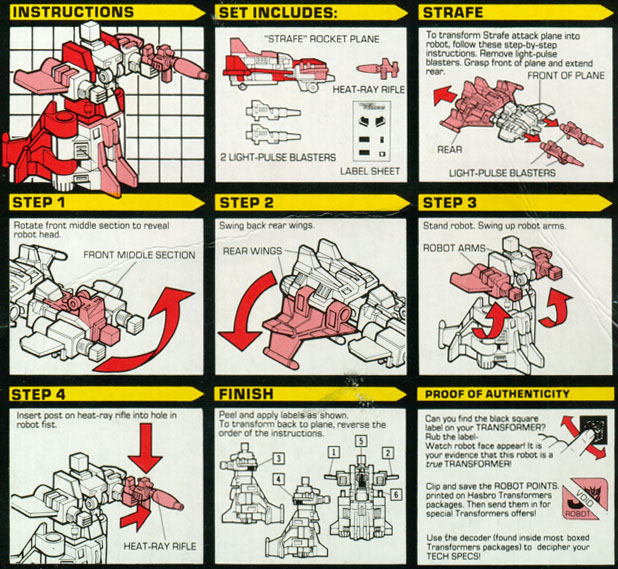 INSTRUCTIONS
SET INCLUDES:
"STRAFE" ROCKET PLANE
HEAT-RAY RIFLE
2 LIGHT-PULSE BLASTERS
LABEL SHEET
STRAFE
To transform Strafe attack plane into
robot, follow these step-by-step
instructions. Remove light-pulse
blasters. Grasp front of plane and extend
rear.
FRONT OF PLANE
REAR
LIGHT-PULSE BLASTERS
STEP 1
Rotate front middle section to reveal
robot head.
FRONT MIDDLE SECTION
STEP 2
Swing back rear wings.
REAR WINGS
STEP 3
Stand robot. Swing up robot arms.
ROBOT ARMS
STEP 4
Insert post on heat-ray rifle into hole in
robot fist.
HEAT-RAY RIFLE
FINISH
Peel and apply labels as shown.
To transform back to plane, reverse the
order of the instructions.
5
1
2
3
4
6
PROOF OF AUTHENTICITY
Can you find the black square
label on your TRANSFORMER?
Rub the label-
Watch robot face appear! It is
your evidence that this robot is a
true TRANSFORMER!
Clip and save the ROBOT POINTS.
printed on Hasbro Transformers
packages. Then send them in for
special Transformers offers!
VOID
ROBOT
Use the decoder (found inside most boxed
Transformers packages) to decipher your
TECH SPECS!